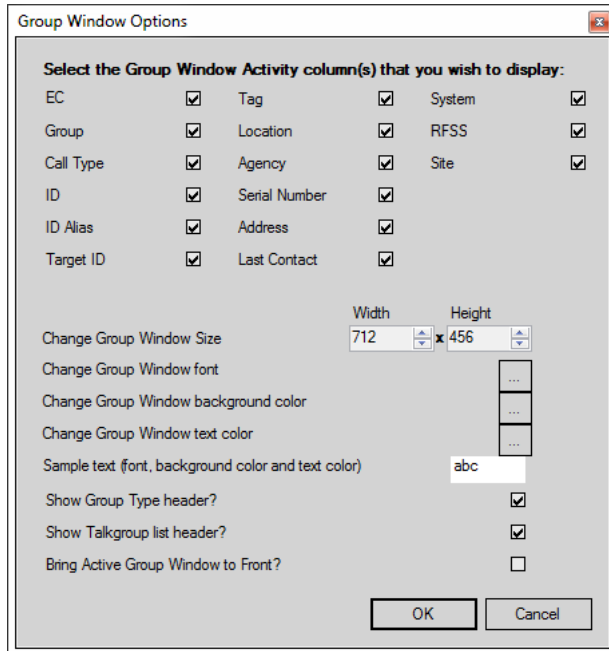 Group Window Options
Select the Group Window Activity column(s) that you wish to display:
EC Tag System
Group Location RFSS
Call Type Agency Site
ID Serial Number
ID Alias Address
Target ID Last Contact
Width Height
Change Group Window Size 712 x 456
Change Group Window font ...
Change Group Window background color ...
Change Group Window text color ...
Sample text (font, background color and text color) abc
Show Group Type header?
Show Talkgroup list header?
Bring Active Group Window to Front?
OK Cancel